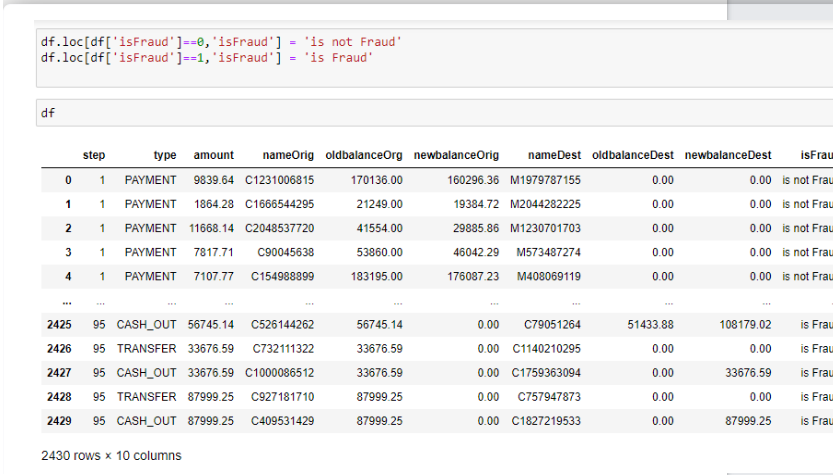 df.loc[df['isFraud']==0,'isFraud'] = 'is not Fraud'
df.loc[df['isFraud']==1,'isFraud'] = 'is Fraud'
df
step type amount nameOrig oldbalanceOrg newbalanceOrig nameDest oldbalanceDest newbalanceDest isFrau
0 1 PAYMENT 9839.64 C1231006815 170136.00 160296.36 M1979787155 0.00 0.00 is not Frau
1 1 PAYMENT 1864.28 C1666544295 21249.00 19384.72 M2044282225 0.00 0.00 is not Frau
2 1 PAYMENT 11668.14 C2048537720 41554.00 29885.86 M1230701703 0.00 0.00 is not Frau
3 1 PAYMENT 7817.71 C90045638 53860.00 46042.29 M573487274 0.00 0.00 is not Frau
4 1 PAYMENT 7107.77 C154988899 183195.00 176087.23 M408069119 0.00 0.00 is not Frau
... ... ... ... ... ... ... ... ... ...
2425 95 CASH_OUT 56745.14 C526144262 56745.14 0.00 C79051264 51433.88 108179.02 is Frau
2426 95 TRANSFER 33676.59 C732111322 33676.59 0.00 C1140210295 0.00 0.00 is Frau
2427 95 CASH_OUT 33676.59 C1000086512 33676.59 0.00 C1759363094 0.00 33676.59 is Frau
2428 95 TRANSFER 87999.25 C927181710 87999.25 0.00 C757947873 0.00 0.00 is Frau
2429 95 CASH_OUT 87999.25 C409531429 87999.25 0.00 C1827219533 0.00 87999.25 is Frau
2430 rows × 10 columns